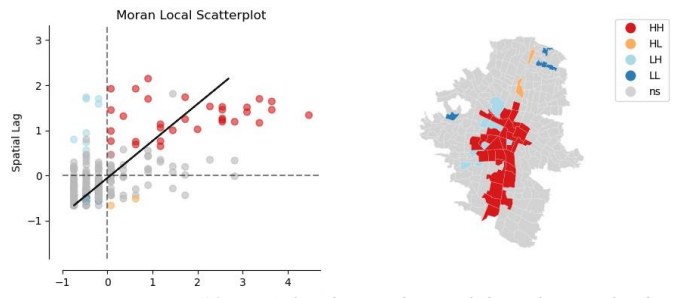 Moran Local Scatterplot
3
2
1
0
−1
Spatial Lag
−1 0 1 2 3 4
HH
HL
LH
LL
ns